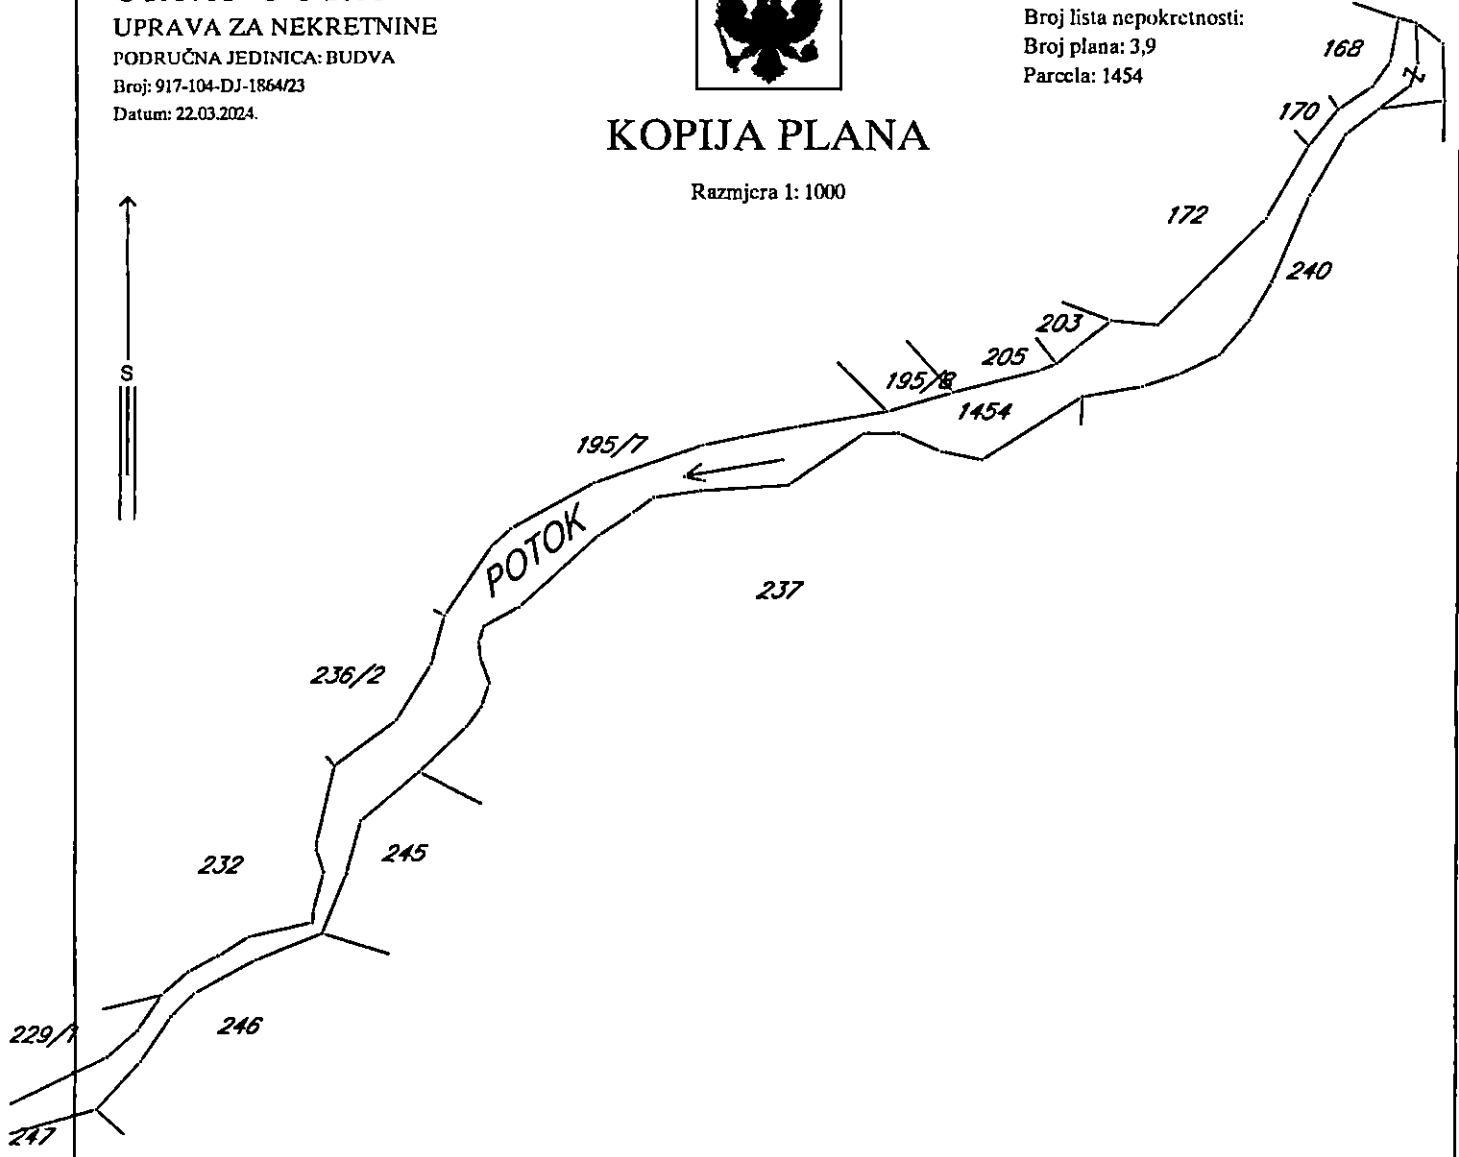 UPRAVA ZA NEKRETNINE
PODRUČNA JEDINICA: BUDVA
Broj: 917-104-DJ-1864/23
Datum: 22.03.2024.
Broj lista nepokretnosti:
Broj plana: 3,9
Parcela: 1454
KOPIJA PLANA
Razmjera 1: 1000
S
168
170
172
240
203
205
195/8
1454
195/7
POTOK
237
236/2
232
245
229/1
246
247